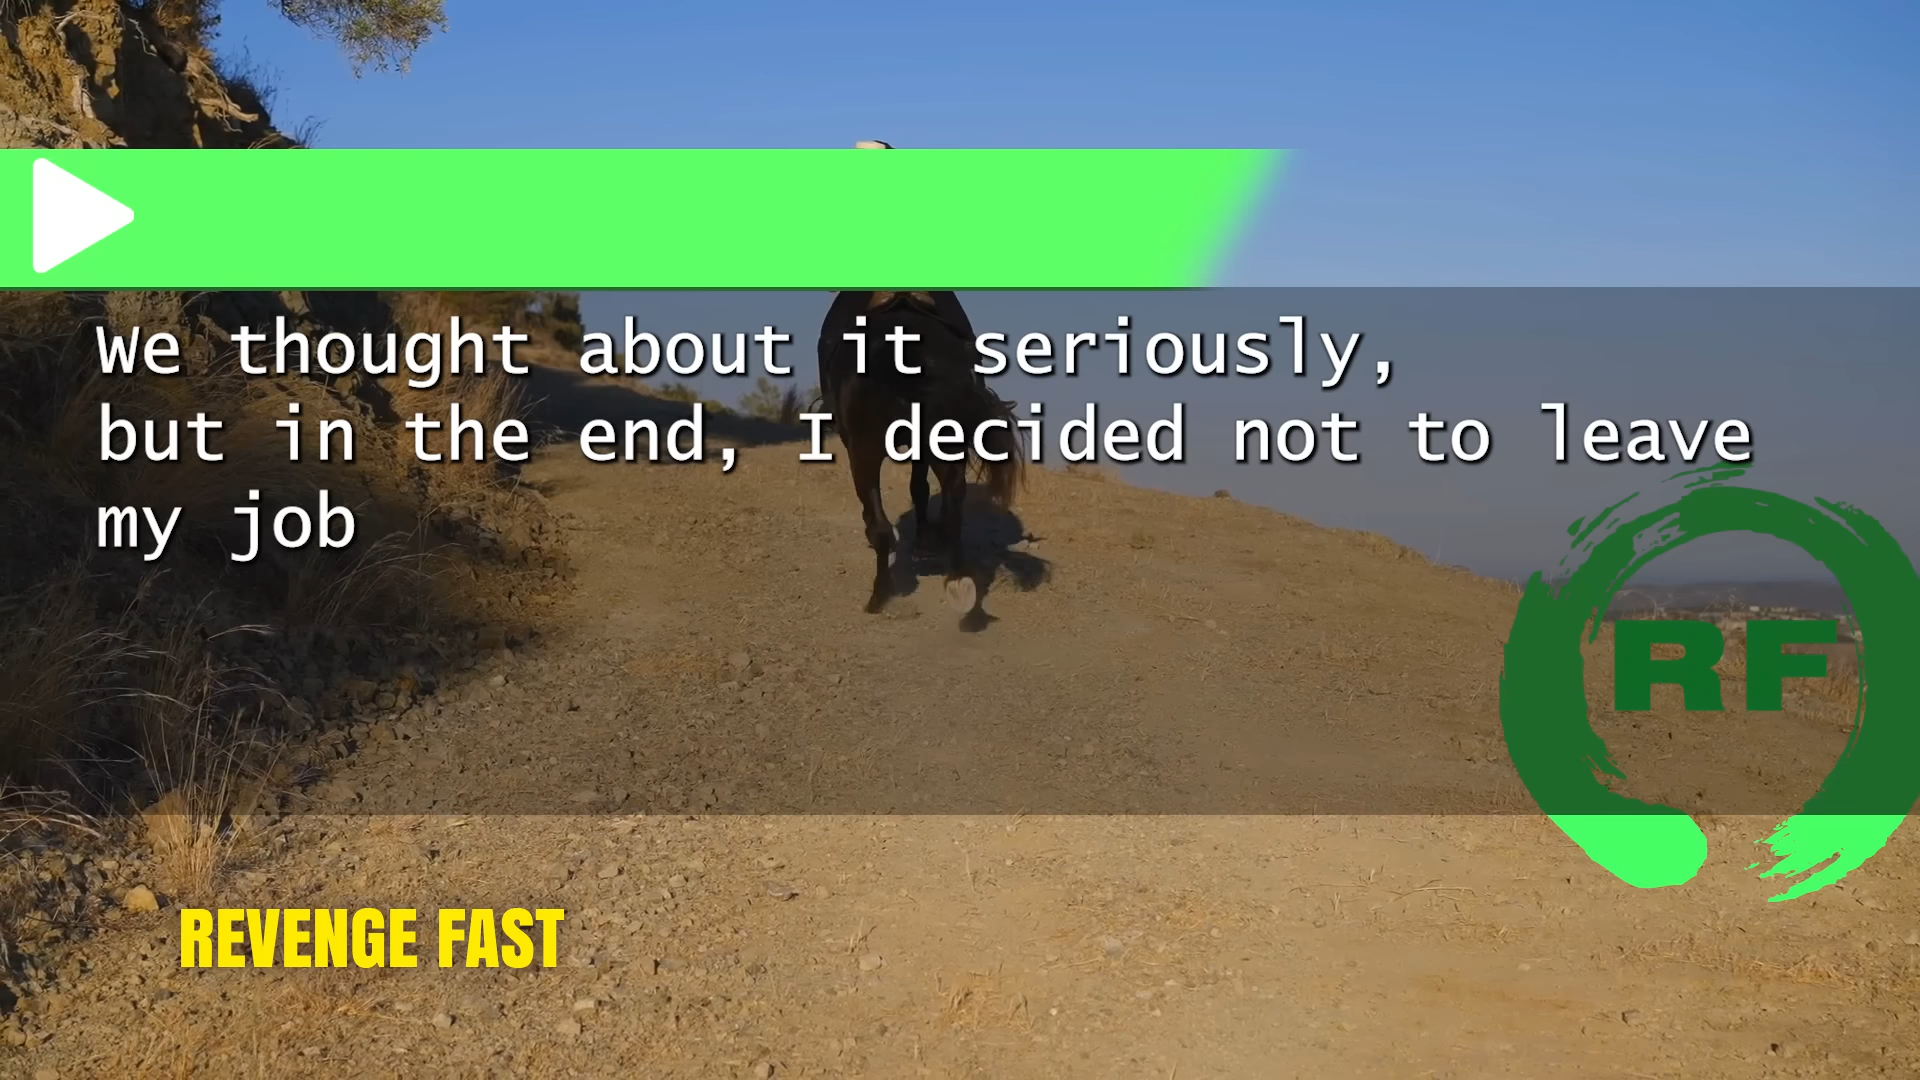 We thought about it seriously,
but in the end, I decided not to leave
my job
RF
REVENGE FAST